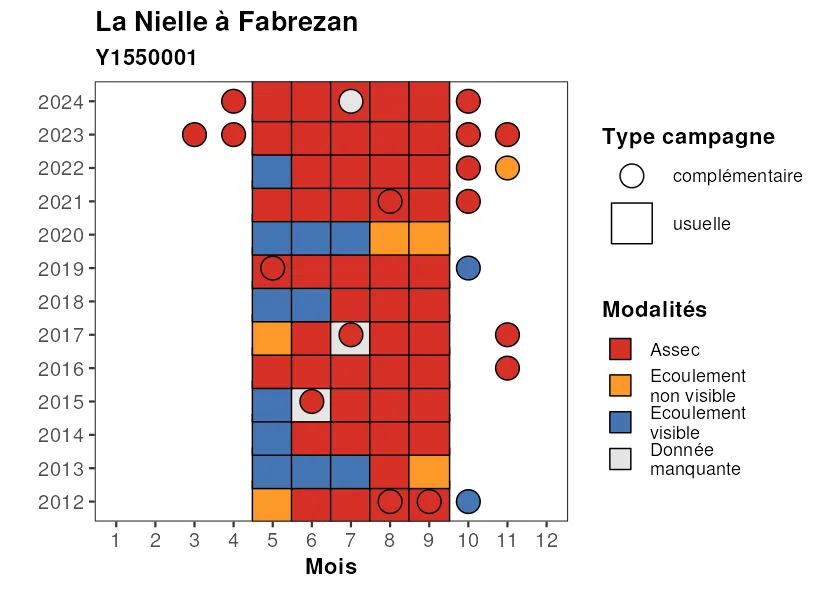 La Nielle à Fabrezan
Y1550001
2024
2023
2022
2021
2020
2019
2018
2017
2016
2015
2014
2013
2012
1 2 3 4 5 6 7 8 9 10 11 12
Mois
Type campagne
complémentaire
usuelle
Modalités
Assec
Ecoulement
non visible
Ecoulement
visible
Donnée
manquante